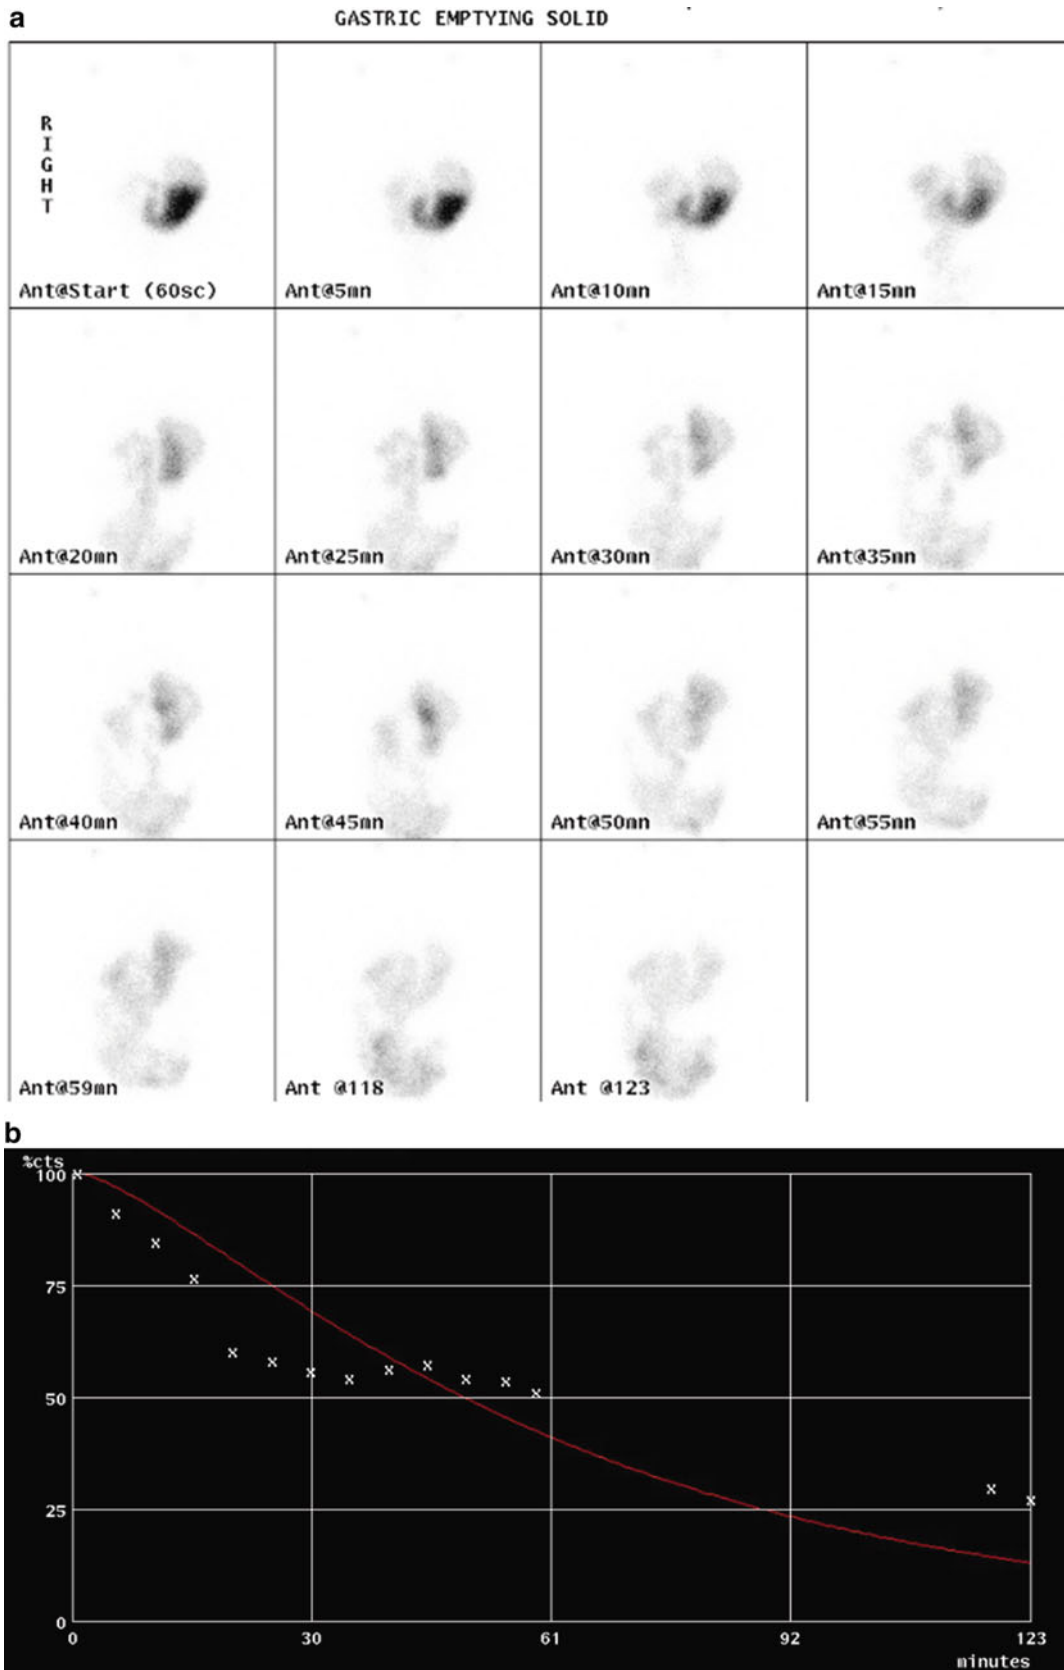 a
GASTRIC EMPTYING SOLID
RIGHT
Ant@Start (60sc)
Ant@5mn
Ant@10mn
Ant@15mn
Ant@20mn
Ant@25mn
Ant@30mn
Ant@35mn
Ant@40mn
Ant@45mn
Ant@50mn
Ant@55mn
Ant@59mn
Ant @118
Ant @123
b
%cts
100
75
50
25
0
0 30 61 92 123
minutes